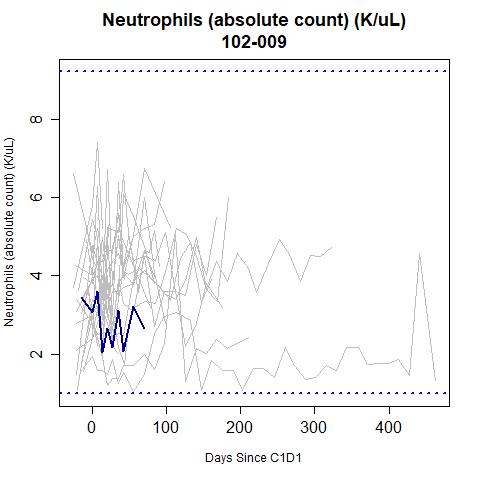 Neutrophils (absolute count) (K/uL)
102-009
Neutrophils (absolute count) (K/uL)
8
6
4
2
0 100 200 300 400
Days Since C1D1